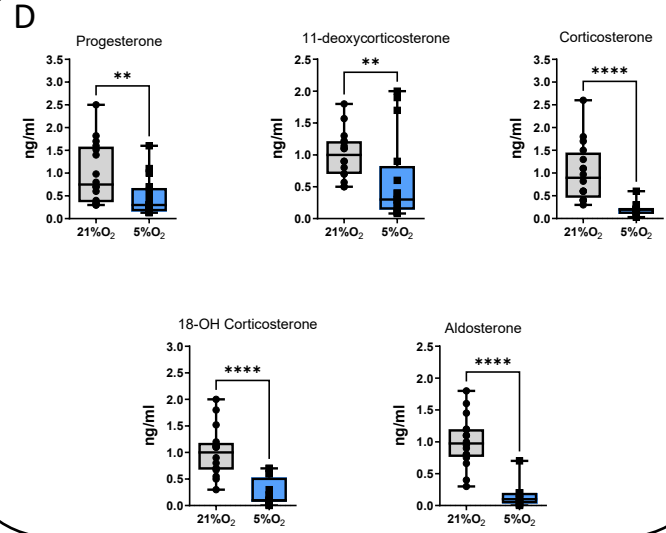 D
Progesterone
ng/ml
3.5
3.0
2.5
2.0
1.5
1.0
0.5
0.0
**
21%O₂ 5%O₂
11-deoxycorticosterone
ng/ml
2.5
2.0
1.5
1.0
0.5
0.0
**
21%O₂ 5%O₂
Corticosterone
ng/ml
3.5
3.0
2.5
2.0
1.5
1.0
0.5
0.0
****
21%O₂ 5%O₂
18-OH Corticosterone
ng/ml
3.0
2.5
2.0
1.5
1.0
0.5
0.0
****
21%O₂ 5%O₂
Aldosterone
ng/ml
2.5
2.0
1.5
1.0
0.5
0.0
****
21%O₂ 5%O₂